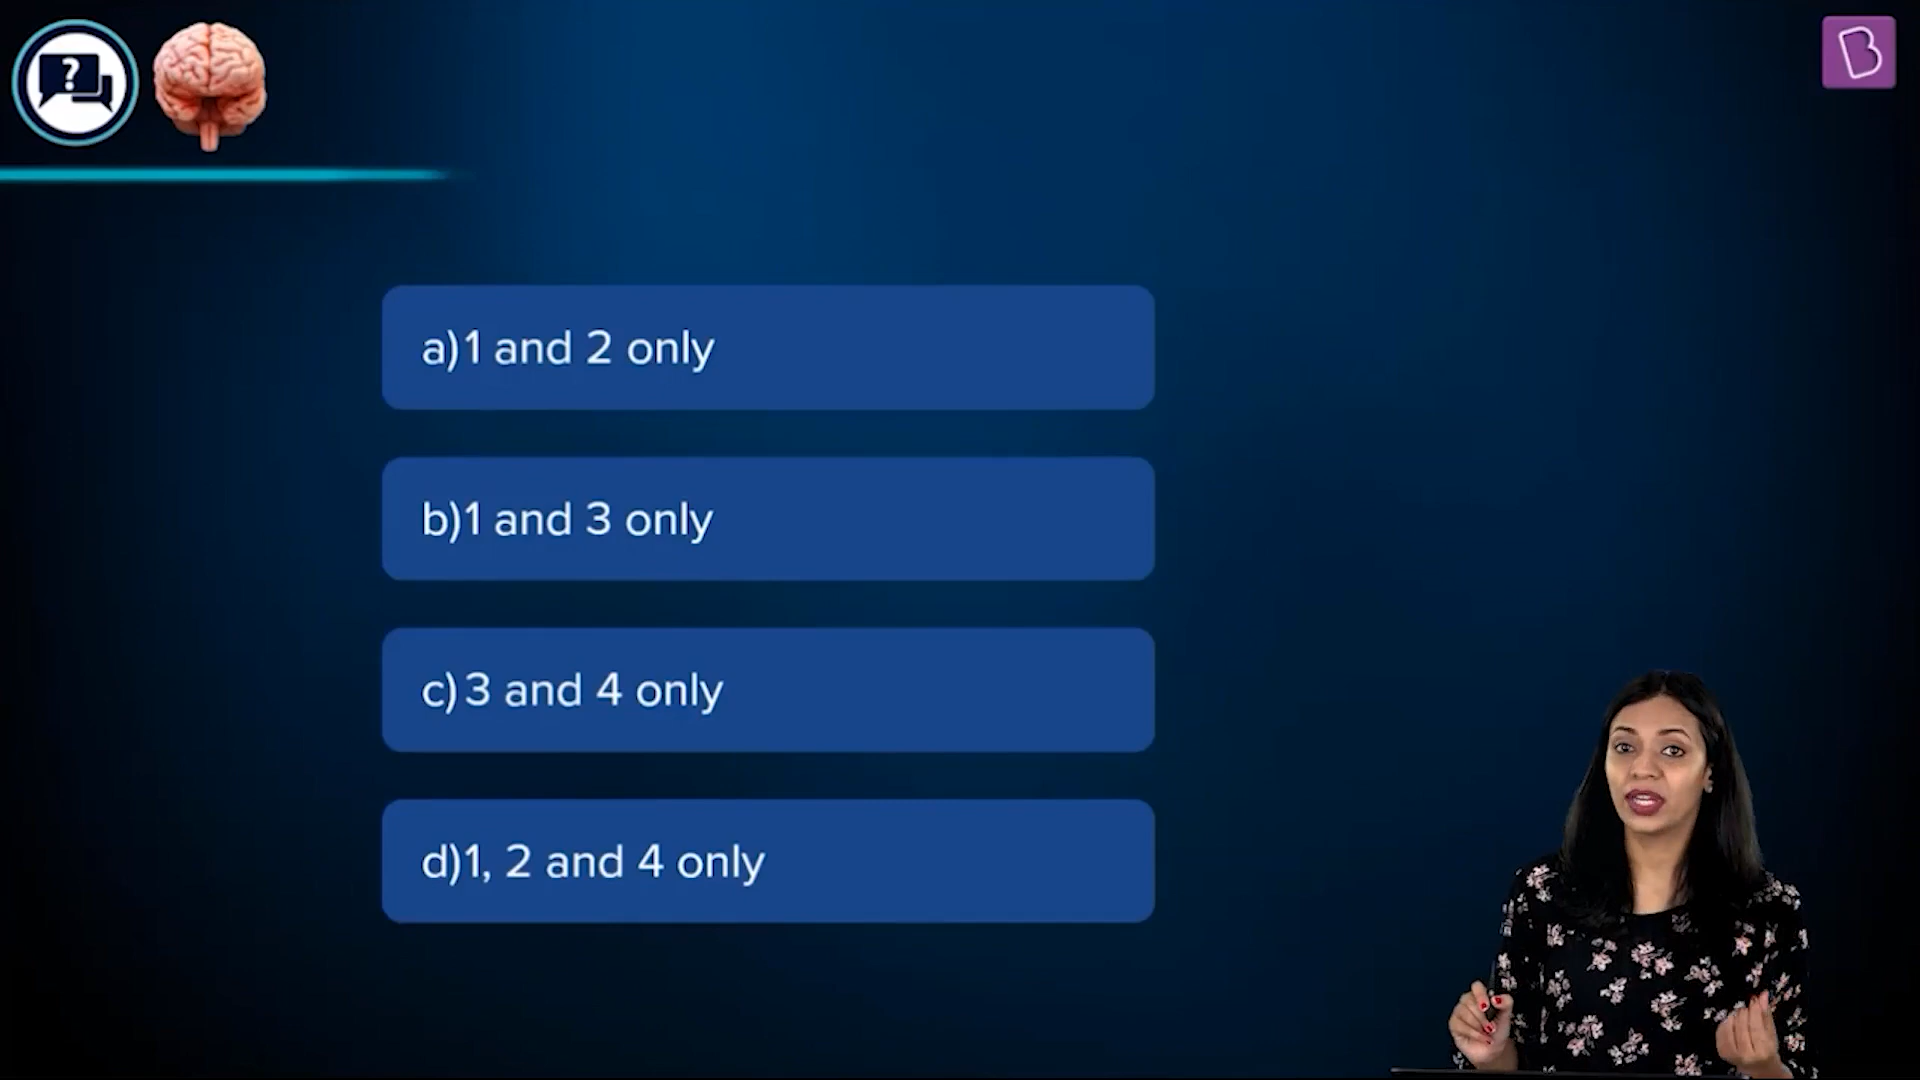 ?
B
a) 1 and 2 only
b) 1 and 3 only
c) 3 and 4 only
d) 1, 2 and 4 only